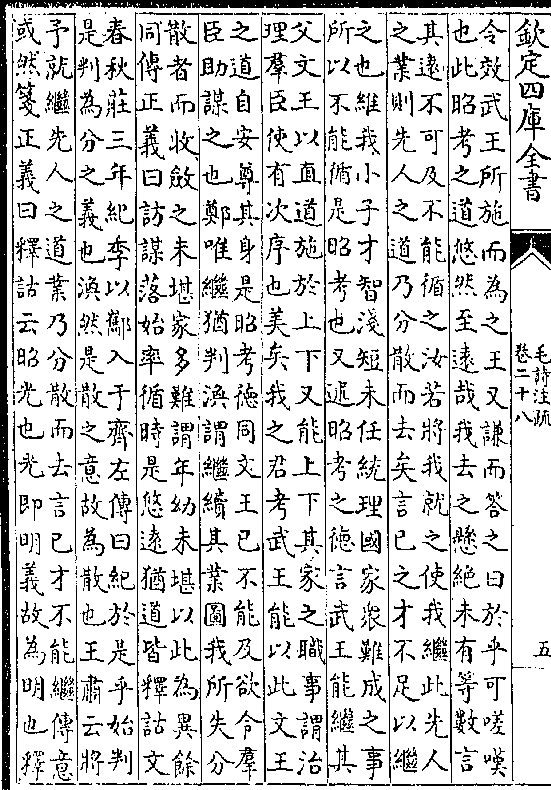 欽定四庫全書
毛詩注疏
卷二十八
五
令效武王所施而為之王又謙而答之曰於乎可嗟嘆
也此昭考之道悠然至遠哉我去之懸絕未有等數言
其遠不可及不能循之汝若將我就之使我繼此先人
之業則先人之道乃分散而去矣言已之才不足以繼
之也維我小子才智淺短未任統理國家衆難成之事
所以不能循是昭考也又述昭考之德言武王能繼其
父文王以直道施於上下又能上下其家之職事謂治
理羣臣使有次序也美矣我之君考武王能以此文王
之道自安尊其身是昭考德同文王已不能及欲令羣
臣助謀之也鄭唯繼猶判渙謂繼續其業圖我所失分
散者而收斂之未堪家多難謂年幼未堪以此為異餘
同傳正義曰訪謀落始率循時是悠遠猶道皆釋詁文
春秋莊三年紀季以酅入于齊左傳曰紀於是乎始判
是判為分之義也渙然是散之意故為散也王肅云將
予就繼先人之道業乃分散而去言已才不能繼傳意
或然箋正義曰釋詁云昭光也光即明義故為明也釋